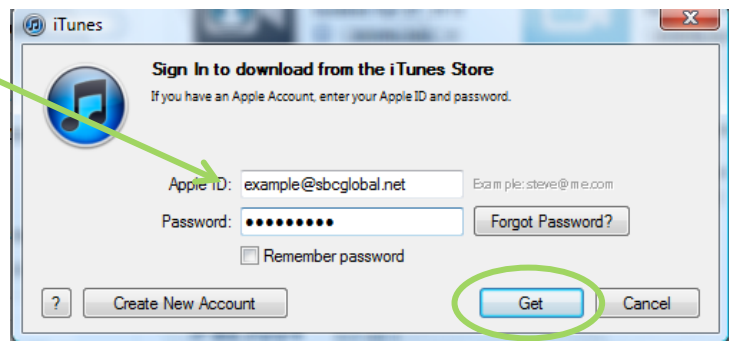 iTunes
Sign In to download from the iTunes Store
If you have an Apple Account, enter your Apple ID and password.
Apple ID: example@sbcglobal.net Example: steve@me.com
Password: ●●●●●●●●● Forgot Password?
Remember password
? Create New Account Get Cancel